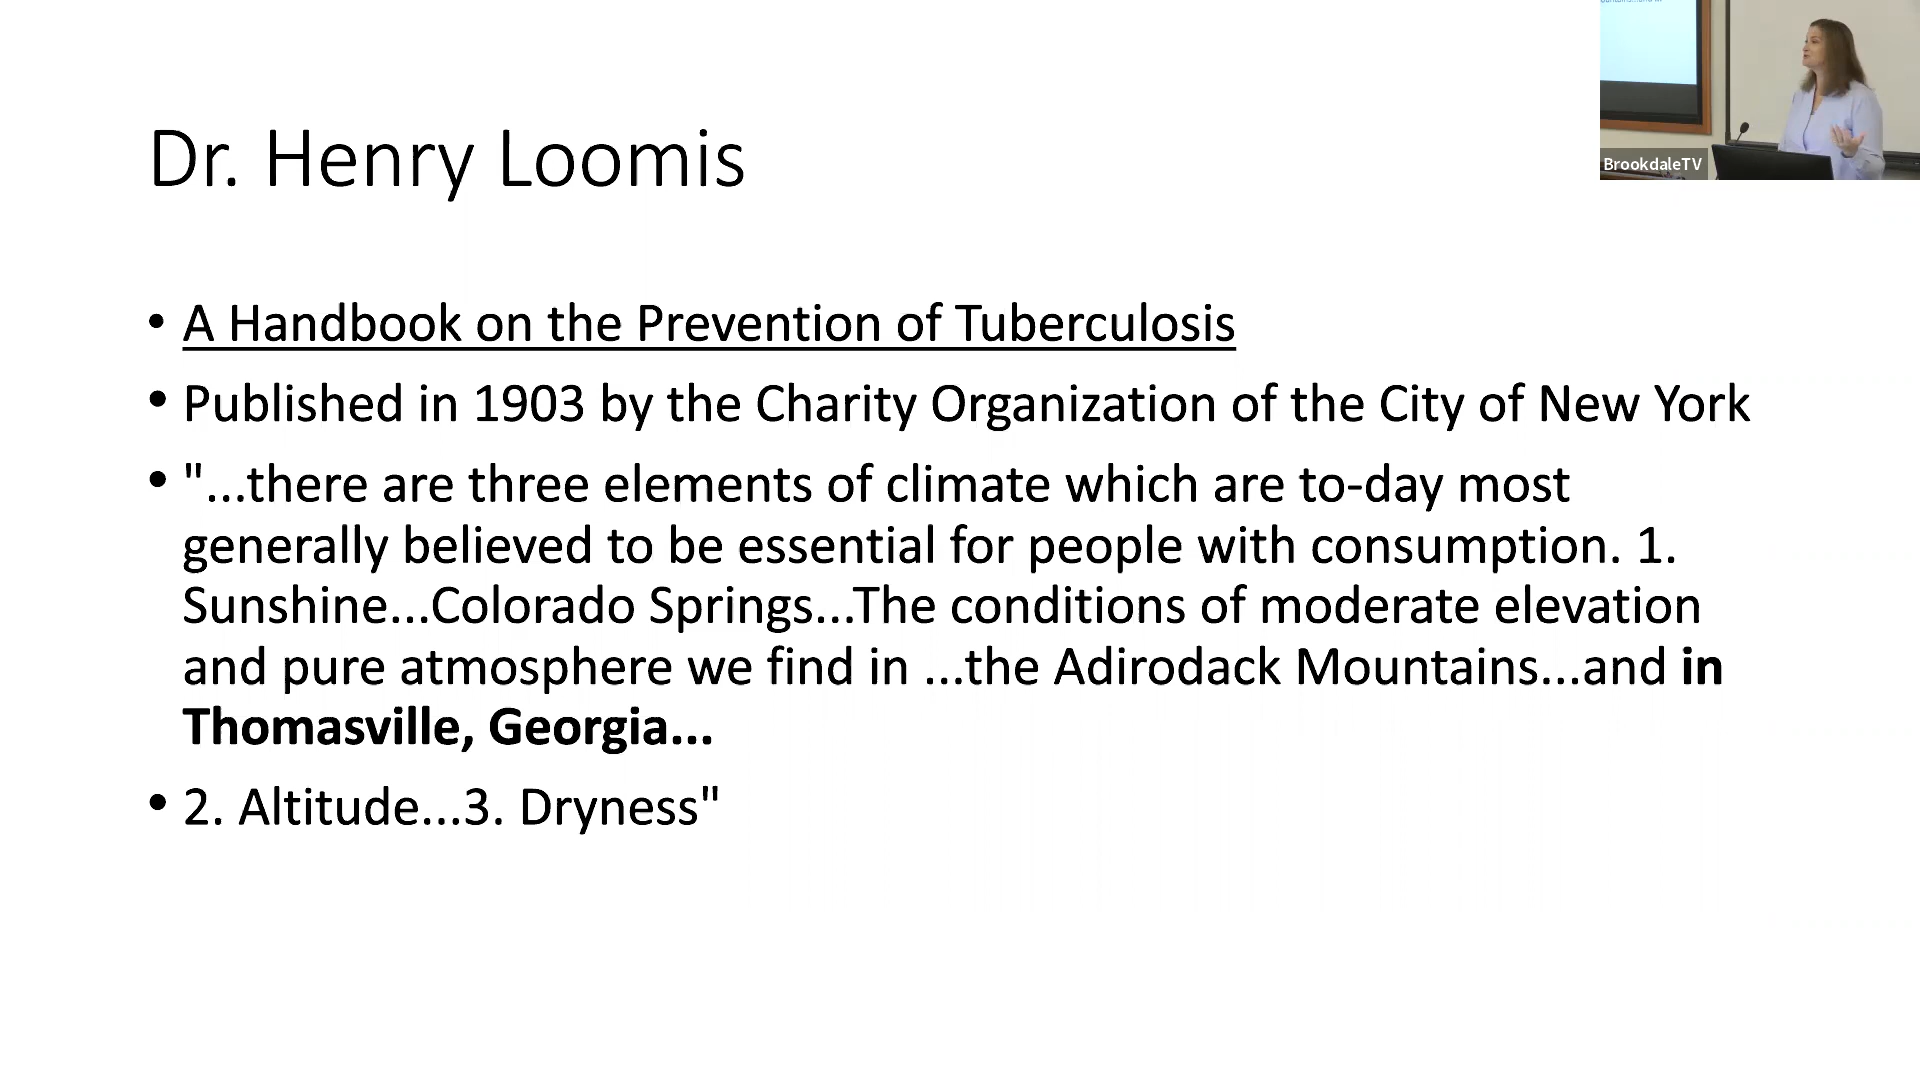 Dr. Henry Loomis
BrookdaleTV
• A Handbook on the Prevention of Tuberculosis
• Published in 1903 by the Charity Organization of the City of New York
• "...there are three elements of climate which are to-day most
generally believed to be essential for people with consumption. 1.
Sunshine...Colorado Springs...The conditions of moderate elevation
and pure atmosphere we find in ...the Adirodack Mountains...and in
Thomasville, Georgia...
• 2. Altitude...3. Dryness"